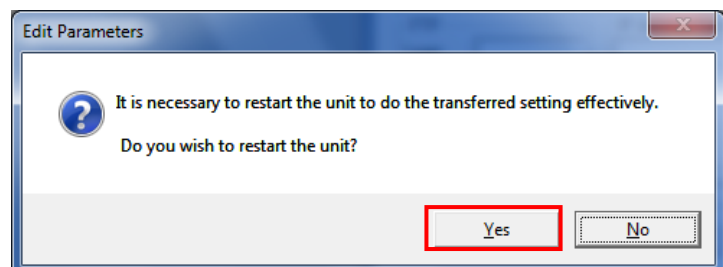 Edit Parameters
It is necessary to restart the unit to do the transferred setting effectively.
Do you wish to restart the unit?
Yes
No